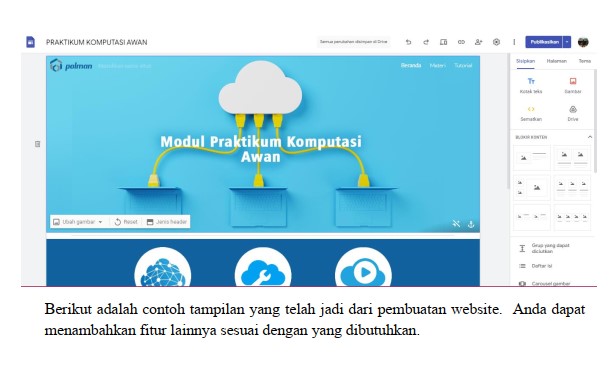 PRAKTIKUM KOMPUTASI AWAN
Semua perubahan disimpan di Drive
Publikasikan
polman
Beranda Materi Tutorial
Sisipkan Halaman Tema
Kotak teks Gambar
Sematkan Drive
BLOKIR KONTEN
Modul Praktikum Komputasi
Awan
Ubah gambar Reset Jenis header
Grup yang dapat
diciutkan
Daftar isi
Carousel gambar
Berikut adalah contoh tampilan yang telah jadi dari pembuatan website. Anda dapat
menambahkan fitur lainnya sesuai dengan yang dibutuhkan.